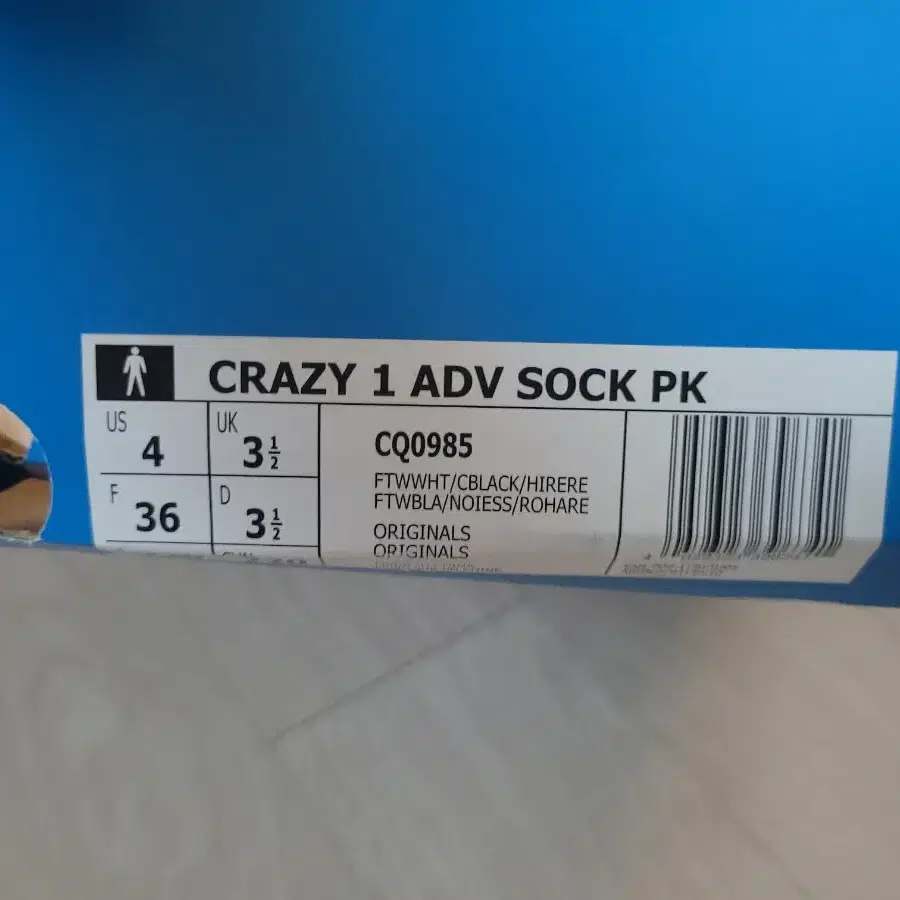 CRAZY 1 ADV SOCK PK
US 4
UK 3 1/2
F 36
D 3 1/2
CQ0985
FTWWHT/CBLACK/HIRERE
FTWBLA/NOIESS/ROHARE
ORIGINALS
ORIGINALS